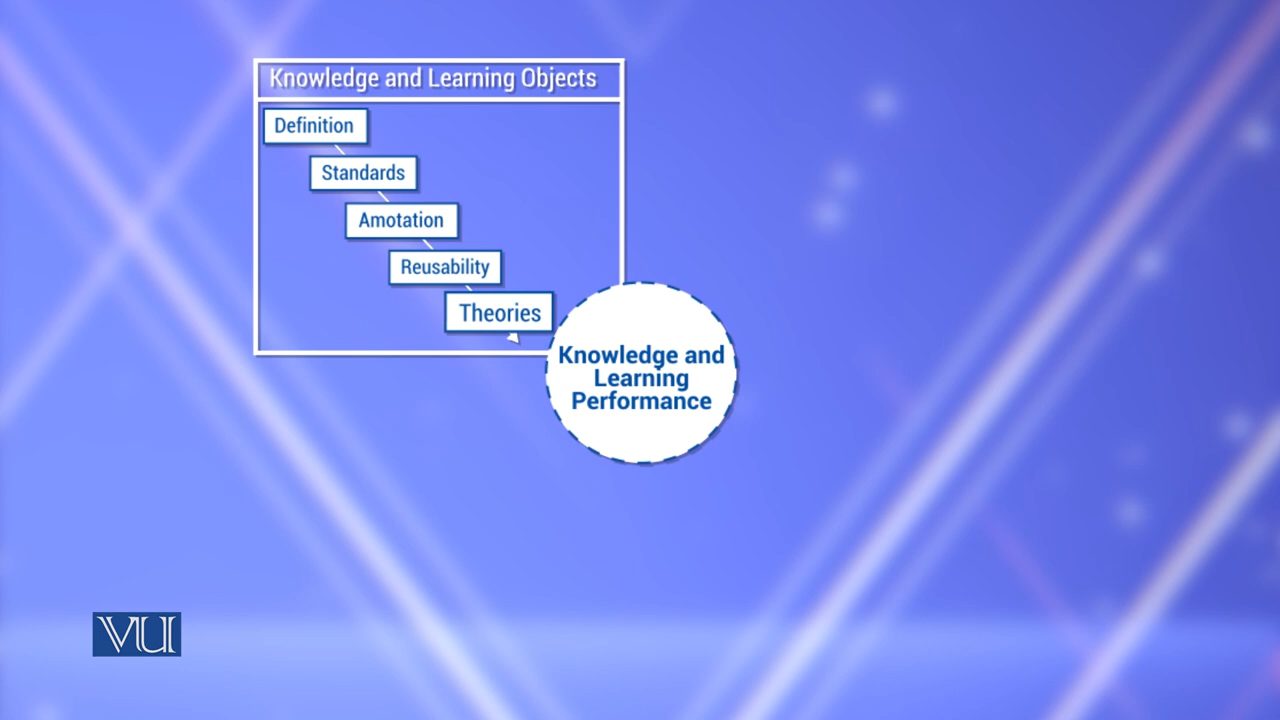 Knowledge and Learning Objects
Definition
Standards
Amotation
Reusability
Theories
Knowledge and
Learning
Performance
VU